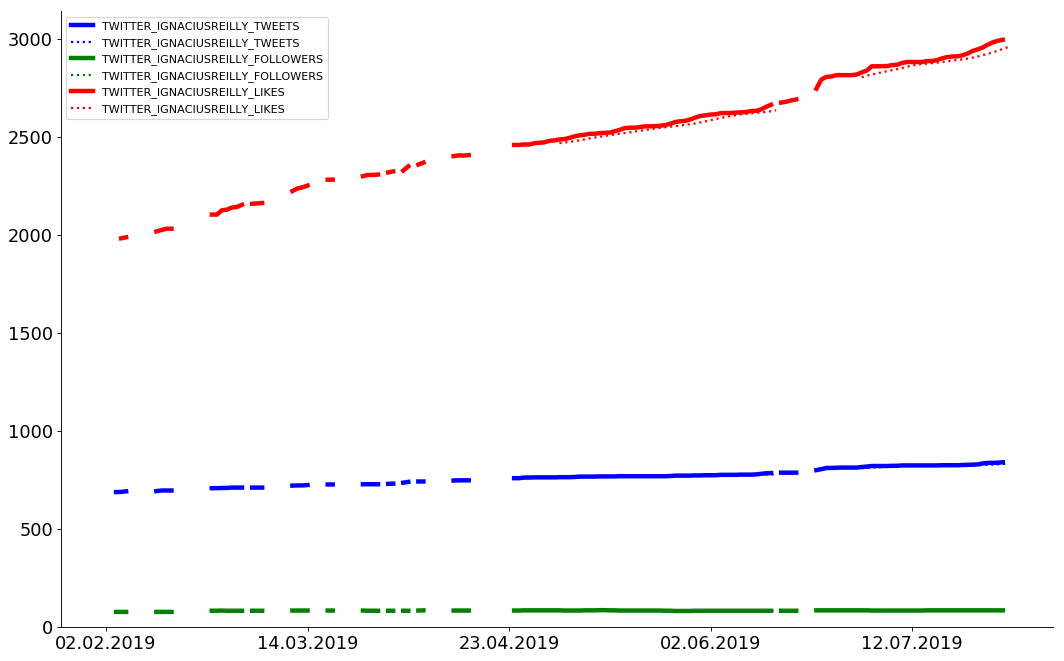 TWITTER_IGNACIUSREILLY_TWEETS
TWITTER_IGNACIUSREILLY_TWEETS
TWITTER_IGNACIUSREILLY_FOLLOWERS
TWITTER_IGNACIUSREILLY_FOLLOWERS
TWITTER_IGNACIUSREILLY_LIKES
TWITTER_IGNACIUSREILLY_LIKES
3000
2500
2000
1500
1000
500
0
02.02.2019
14.03.2019
23.04.2019
02.06.2019
12.07.2019